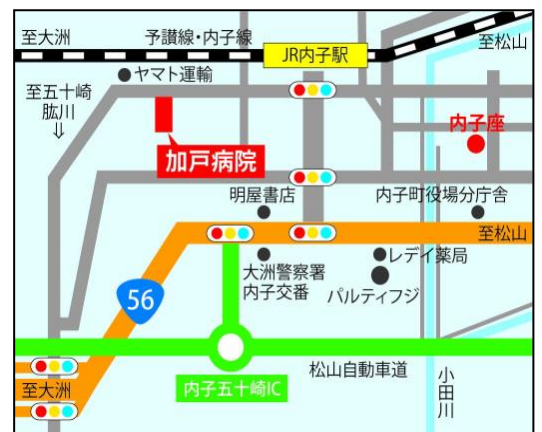 至大洲
予讃線・内子線
JR内子駅
至松山
ヤマト運輸
至五十崎
肱川
↓
内子座
加戸病院
明屋書店
内子町役場分庁舎
至松山
大洲警察署
内子交番
レデイ薬局
パルティフジ
56
松山自動車道
内子五十崎IC
至大洲
小田川